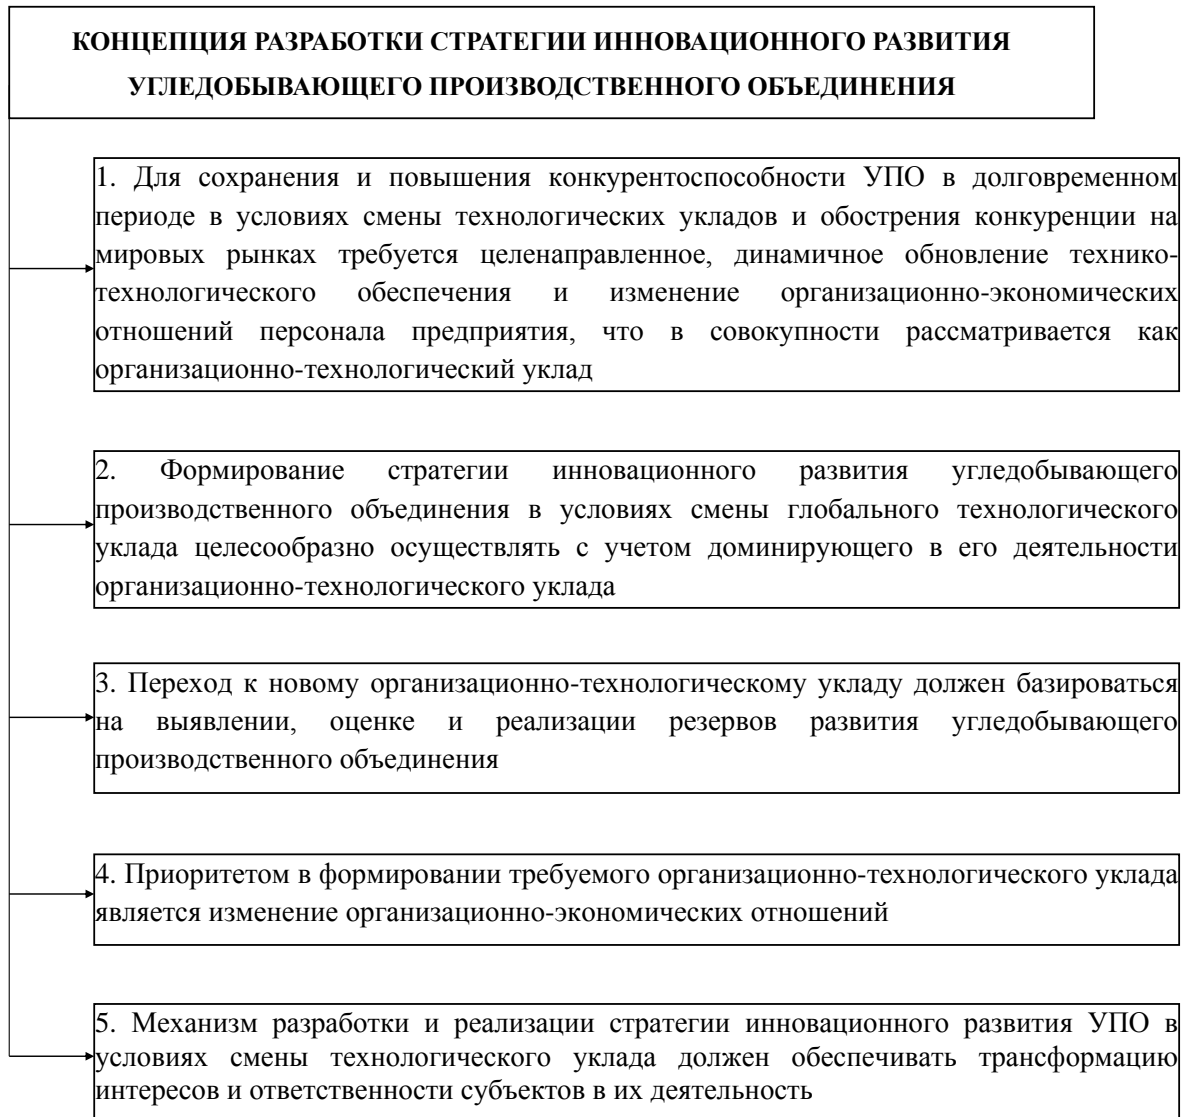 КОНЦЕПЦИЯ РАЗРАБОТКИ СТРАТЕГИИ ИННОВАЦИОННОГО РАЗВИТИЯ
УГЛЕДОБЫВАЮЩЕГО ПРОИЗВОДСТВЕННОГО ОБЪЕДИНЕНИЯ
1. Для сохранения и повышения конкурентоспособности УПО в долговременном
периоде в условиях смены технологических укладов и обострения конкуренции на
мировых рынках требуется целенаправленное, динамичное обновление технико-
технологического обеспечения и изменение организационно-экономических
отношений персонала предприятия, что в совокупности рассматривается как
организационно-технологический уклад
2. Формирование стратегии инновационного развития угледобывающего
производственного объединения в условиях смены глобального технологического
уклада целесообразно осуществлять с учетом доминирующего в его деятельности
организационно-технологического уклада
3. Переход к новому организационно-технологическому укладу должен базироваться
на выявлении, оценке и реализации резервов развития угледобывающего
производственного объединения
4. Приоритетом в формировании требуемого организационно-технологического уклада
является изменение организационно-экономических отношений
5. Механизм разработки и реализации стратегии инновационного развития УПО в
условиях смены технологического уклада должен обеспечивать трансформацию
интересов и ответственности субъектов в их деятельность